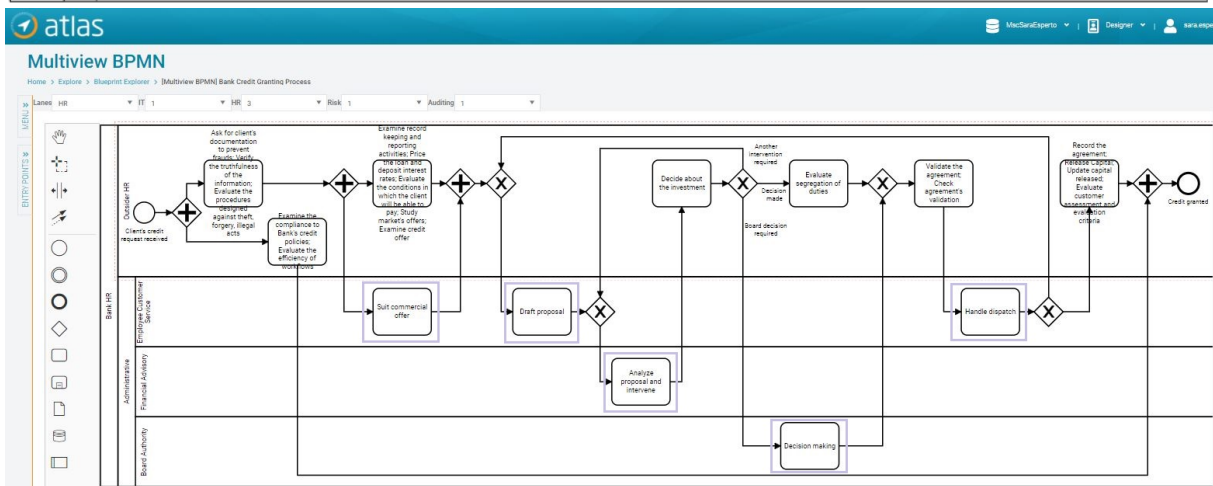 atlas
MscSaraExperto
Designer
sara.espe
Multiview BPMN
Home > Explore > Blueprint Explorer > [Multiview BPMN] Bank Credit Granting Process
Lanes HR IT 1 HR 3 Risk 1 Auditing 1
MENU
ENTRY POINTS
Bank HR
Outsider HR
Client's credit
request received
Ask for client's
documentation
to prevent
frauds; Verify
the truthfulness
of the
information;
Evaluate the
procedures
designed
against theft,
forgery, illegal
acts
Examine the
compliance to
Bank's credit
policies;
Evaluate the
efficiency of
workflows
Examine record
keeping and
reporting
activities; Price
the loan and
deposit interest
rates; Evaluate
the conditions in
which the client
will be able to
pay; Study
market's offers;
Examine credit
offer
Decide about
the investment
Another
intervention
required
Decision
made
Board decision
required
Evaluate
segregation of
duties
Validate the
agreement;
Check
agreement's
validation
Record the
agreement;
Release Capital;
Update capital
released;
Evaluate
customer
assessment and
evaluation
criteria
Credit granted
Administrative
Employee Customer
Service
Suit commercial
offer
Draft proposal
Handle dispatch
Financial Advisory
Analyze
proposal and
intervene
Board Authority
Decision making